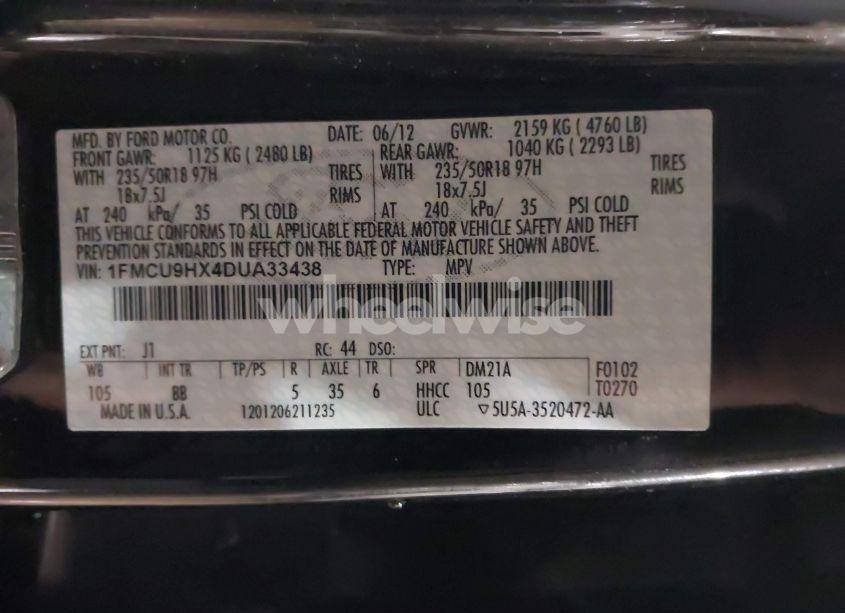 MFD. BY FORD MOTOR CO. DATE: 06/12 GVWR: 2159 KG ( 4760 LB)
FRONT GAWR: 1125 KG ( 2480 LB) REAR GAWR: 1040 KG ( 2293 LB)
WITH 235/50R18 97H TIRES WITH 235/50R18 97H TIRES
18x7.5J RIMS 18x7.5J RIMS
AT 240 kPa/ 35 PSI COLD AT 240 kPa/ 35 PSI COLD
THIS VEHICLE CONFORMS TO ALL APPLICABLE FEDERAL MOTOR VEHICLE SAFETY AND THEFT
PREVENTION STANDARDS IN EFFECT ON THE DATE OF MANUFACTURE SHOWN ABOVE.
VIN: 1FMCU9HX4DUA33438 TYPE: MPV
wheelwise
EXT PNT: J1 RC: 44 DSO:
WB INT TR TP/PS R AXLE TR SPR DM21A F0102
105 BB 5 35 6 HHCC 105 T0270
MADE IN U.S.A. 1201206211235 ULC ▽5U5A-3520472-AA